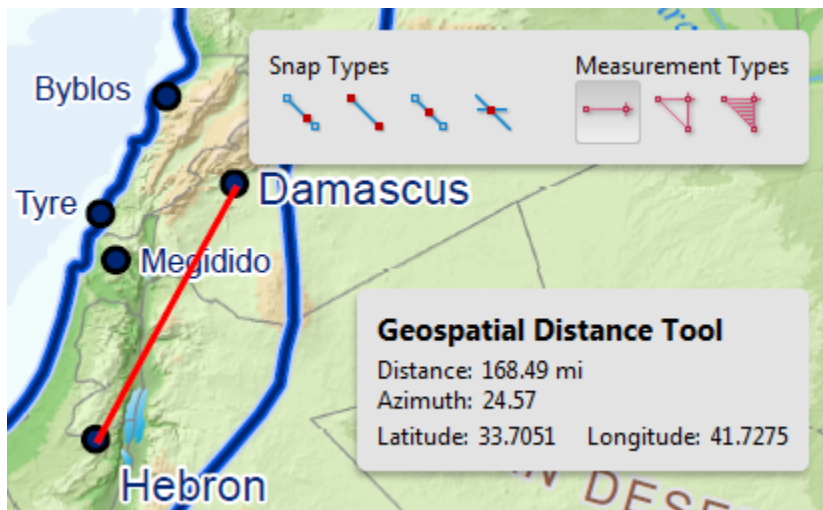 Snap Types
Measurement Types
Byblos
Damascus
Tyre
Megidido
Geospatial Distance Tool
Distance: 168.49 mi
Azimuth: 24.57
Latitude: 33.7051 Longitude: 41.7275
Hebron